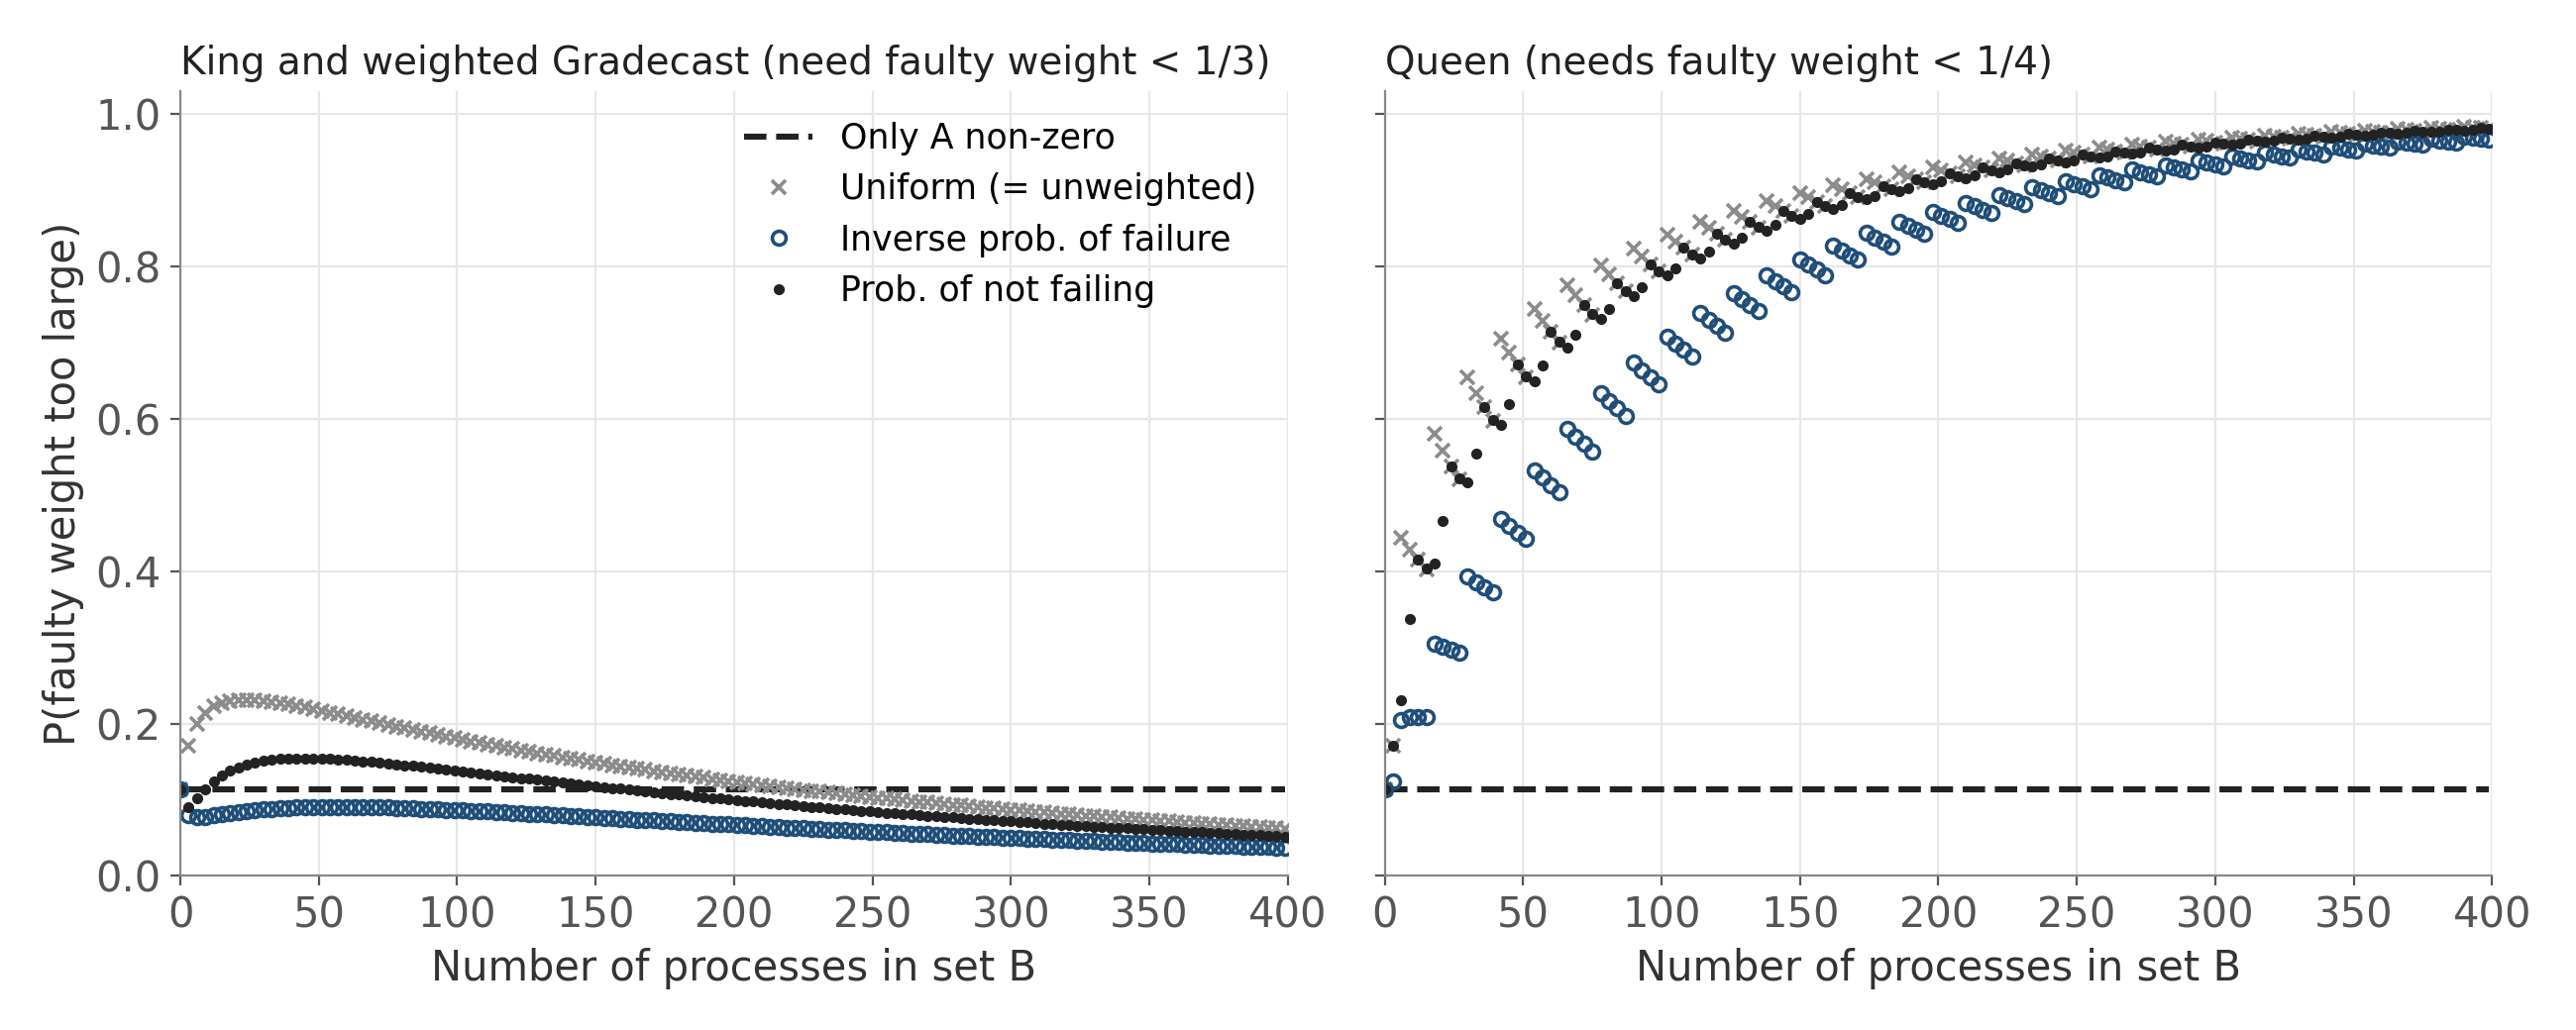 King and weighted Gradecast (need faulty weight < 1/3)
P(faulty weight too large)
1.0
0.8
0.6
0.4
0.2
0.0
Only A non-zero
Uniform (= unweighted)
Inverse prob. of failure
Prob. of not failing
0 50 100 150 200 250 300 350 400
Number of processes in set B
Queen (needs faulty weight < 1/4)
0 50 100 150 200 250 300 350 400
Number of processes in set B